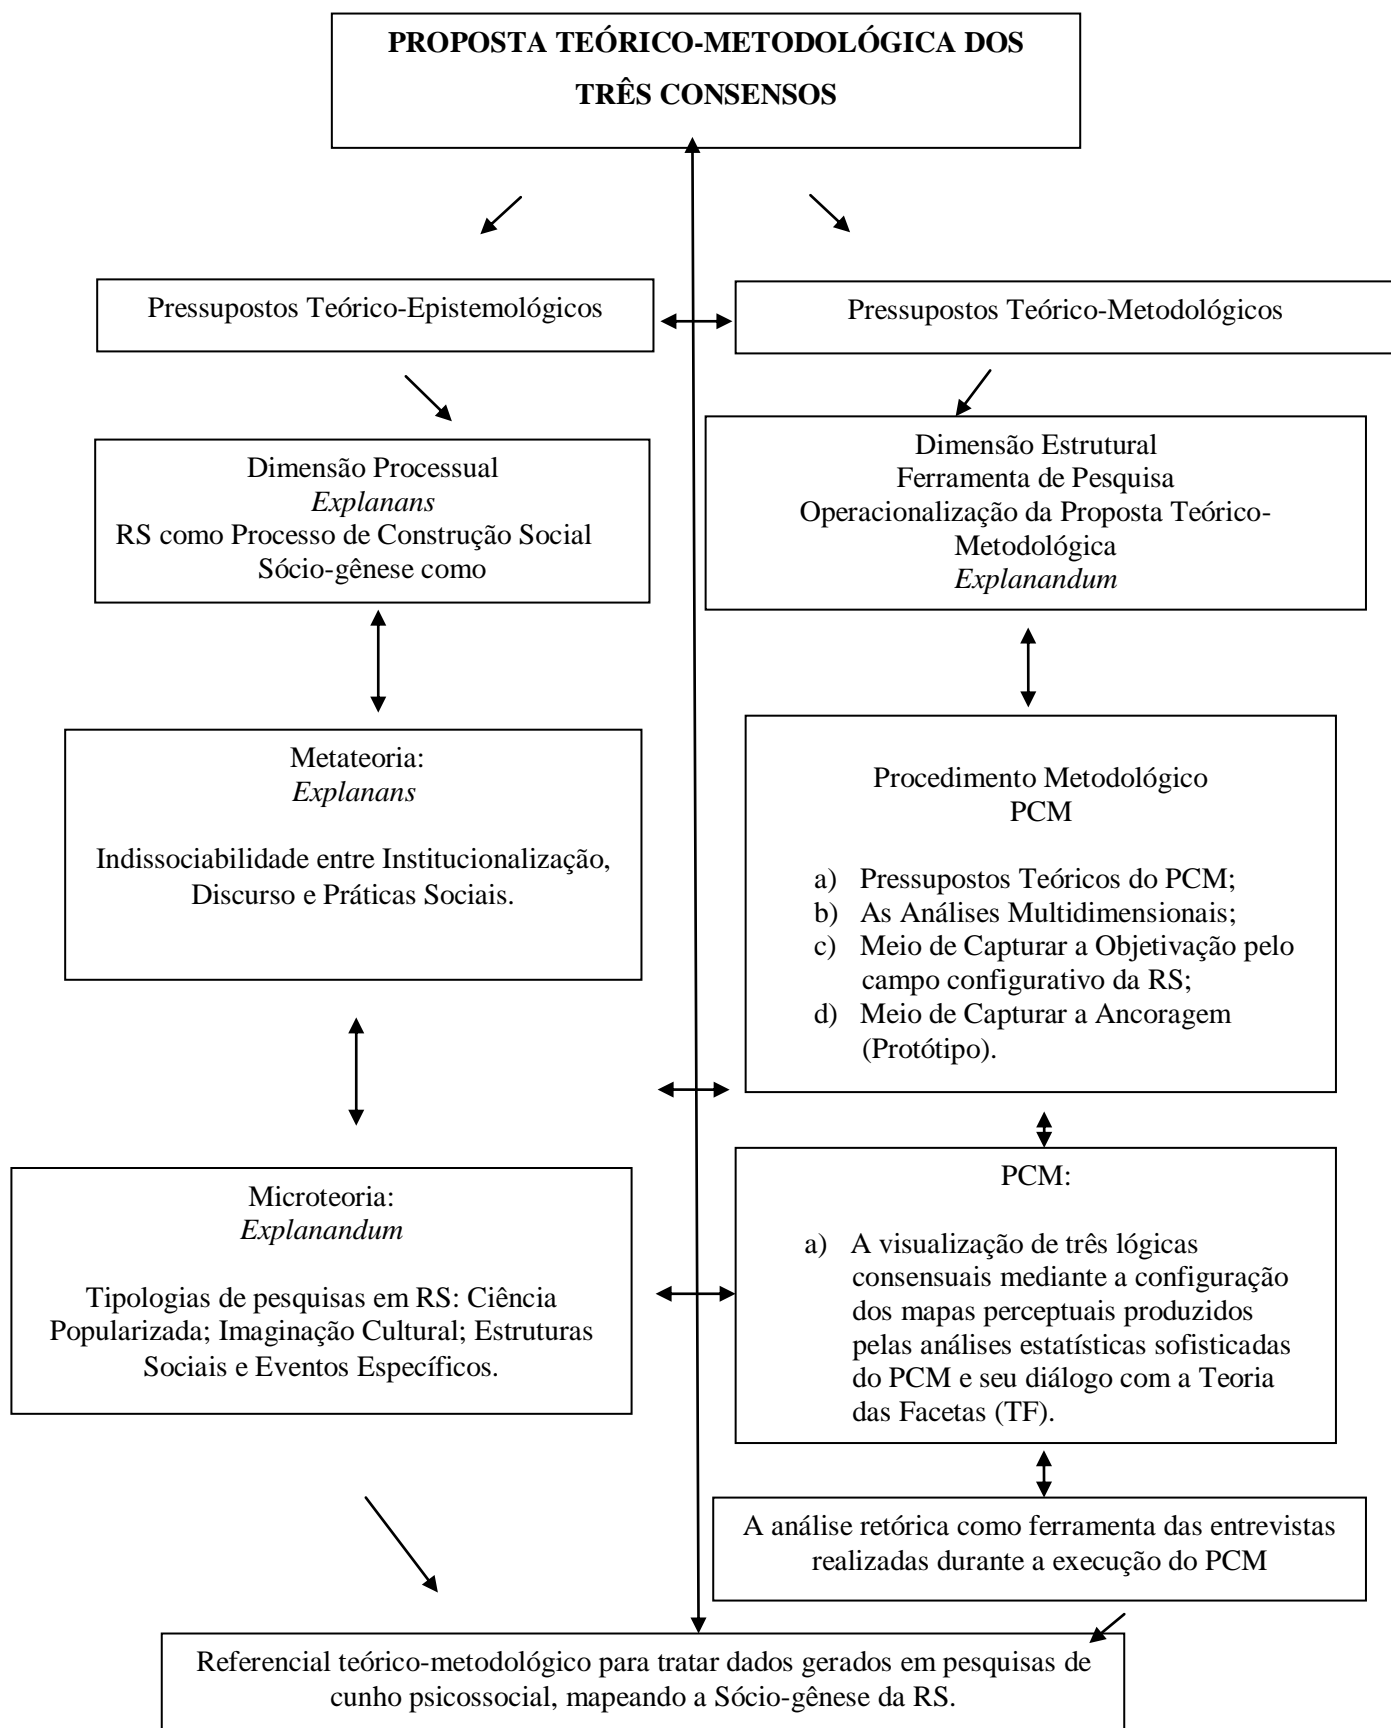 PROPOSTA TEÓRICO-METODOLÓGICA DOS
TRÊS CONSENSOS
Pressupostos Teórico-Epistemológicos
Pressupostos Teórico-Metodológicos
Dimensão Processual
Explanans
RS como Processo de Construção Social
Sócio-gênese como
Dimensão Estrutural
Ferramenta de Pesquisa
Operacionalização da Proposta Teórico-
Metodológica
Explanandum
Metateoria:
Explanans
Indissociabilidade entre Institucionalização,
Discurso e Práticas Sociais.
Procedimento Metodológico
PCM
a) Pressupostos Teóricos do PCM;
b) As Análises Multidimensionais;
c) Meio de Capturar a Objetivação pelo
campo configurativo da RS;
d) Meio de Capturar a Ancoragem
(Protótipo).
Microteoria:
Explanandum
Tipologias de pesquisas em RS: Ciência
Popularizada; Imaginação Cultural; Estruturas
Sociais e Eventos Específicos.
PCM:
a) A visualização de três lógicas
consensuais mediante a configuração
dos mapas perceptuais produzidos
pelas análises estatísticas sofisticadas
do PCM e seu diálogo com a Teoria
das Facetas (TF).
A análise retórica como ferramenta das entrevistas
realizadas durante a execução do PCM
Referencial teórico-metodológico para tratar dados gerados em pesquisas de
cunho psicossocial, mapeando a Sócio-gênese da RS.